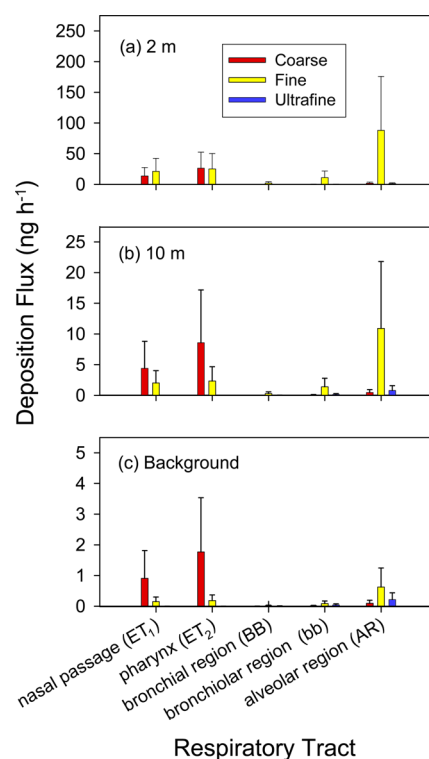 (a) 2 m
Coarse
Fine
Ultrafine
250
200
150
100
50
0
(b) 10 m
25
20
15
10
5
0
(c) Background
5
4
3
2
1
0
Deposition Flux (ng h⁻¹)
nasal passage (ET₁)
pharynx (ET₂)
bronchial region (BB)
bronchiolar region (bb)
alveolar region (AR)
Respiratory Tract